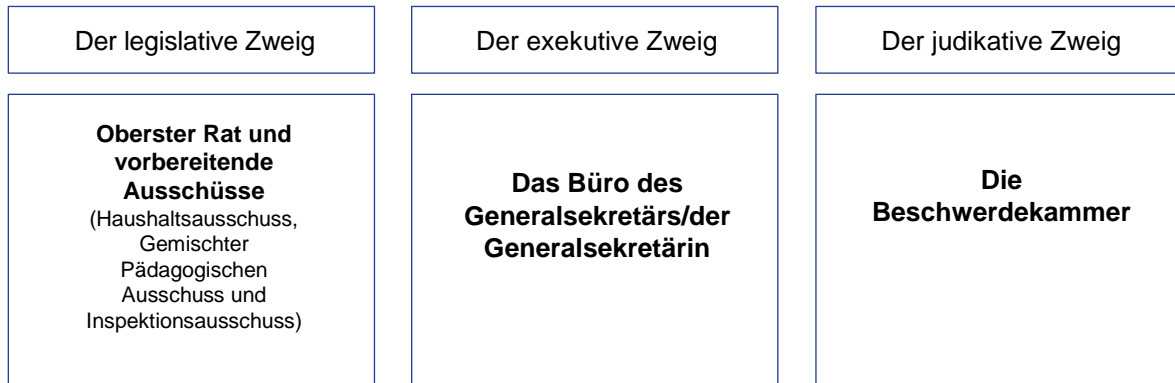 Der legislative Zweig
Der exekutive Zweig
Der judikative Zweig
Oberster Rat und
vorbereitende
Ausschüsse
(Haushaltsausschuss,
Gemischter
Pädagogischen
Ausschuss und
Inspektionsausschuss)
Das Büro des
Generalsekretärs/der
Generalsekretärin
Die
Beschwerdekammer